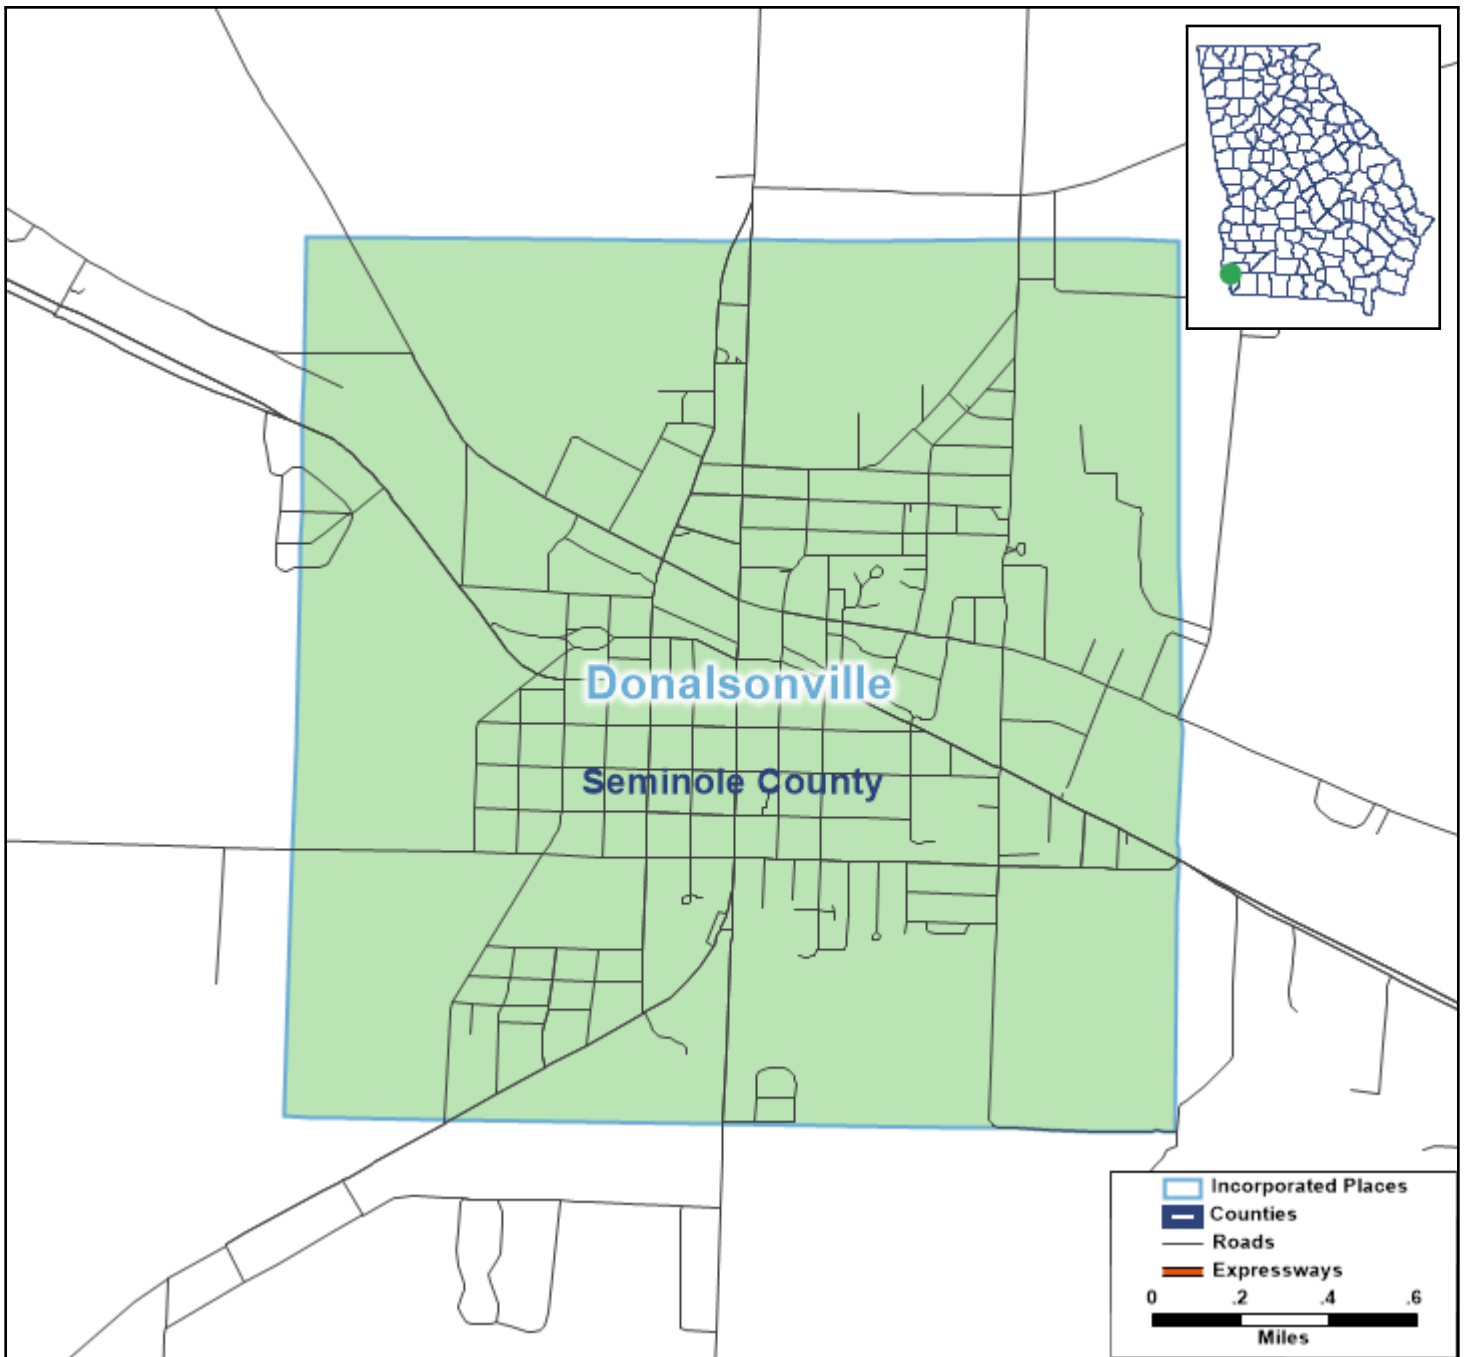 Donalsonville
Seminole County
Incorporated Places
Counties
Roads
Expressways
0 .2 .4 .6
Miles